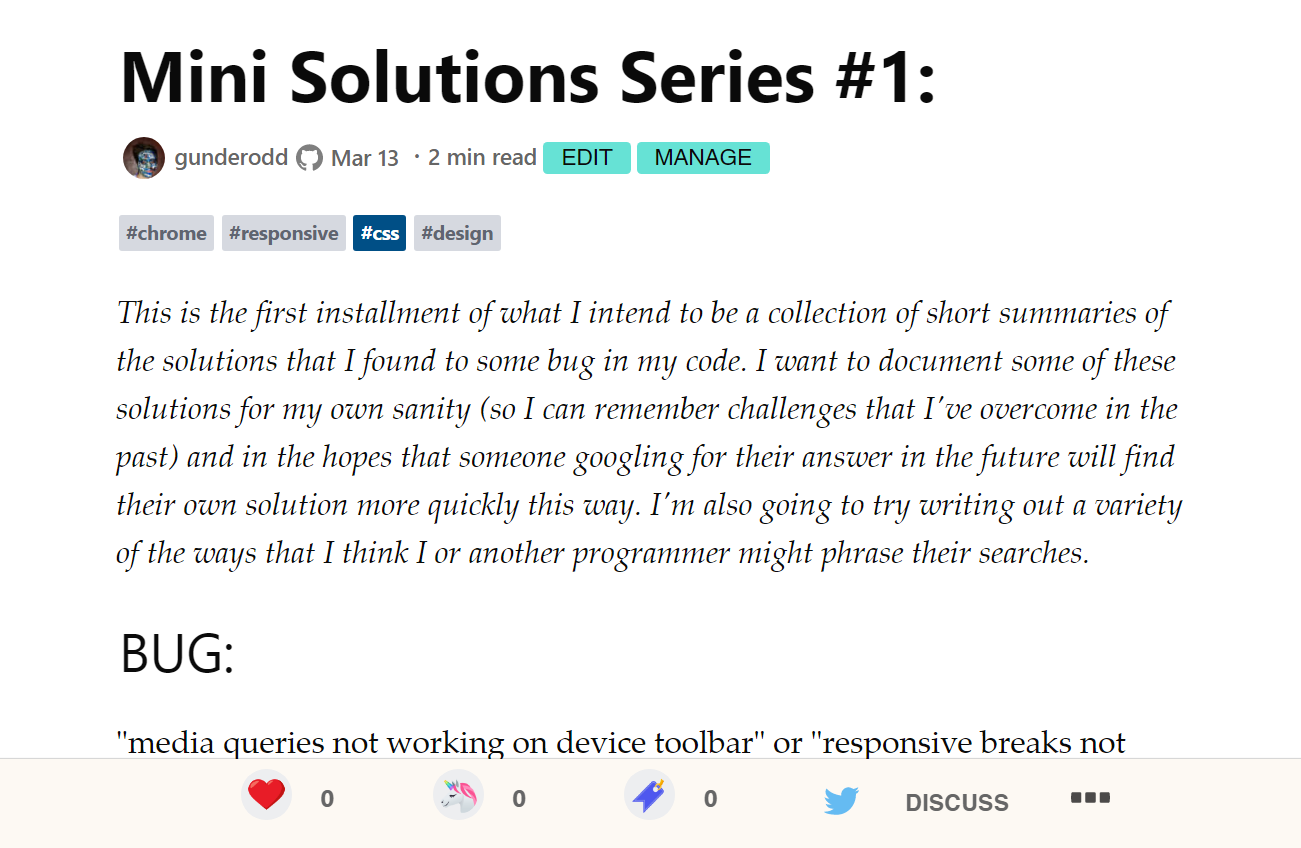 Mini Solutions Series #1:
gunderodd Mar 13 · 2 min read EDIT MANAGE
#chrome #responsive #css #design
This is the first installment of what I intend to be a collection of short summaries of
the solutions that I found to some bug in my code. I want to document some of these
solutions for my own sanity (so I can remember challenges that I've overcome in the
past) and in the hopes that someone googling for their answer in the future will find
their own solution more quickly this way. I'm also going to try writing out a variety
of the ways that I think I or another programmer might phrase their searches.
BUG:
"media queries not working on device toolbar" or "responsive breaks not
0 0 0 DISCUSS